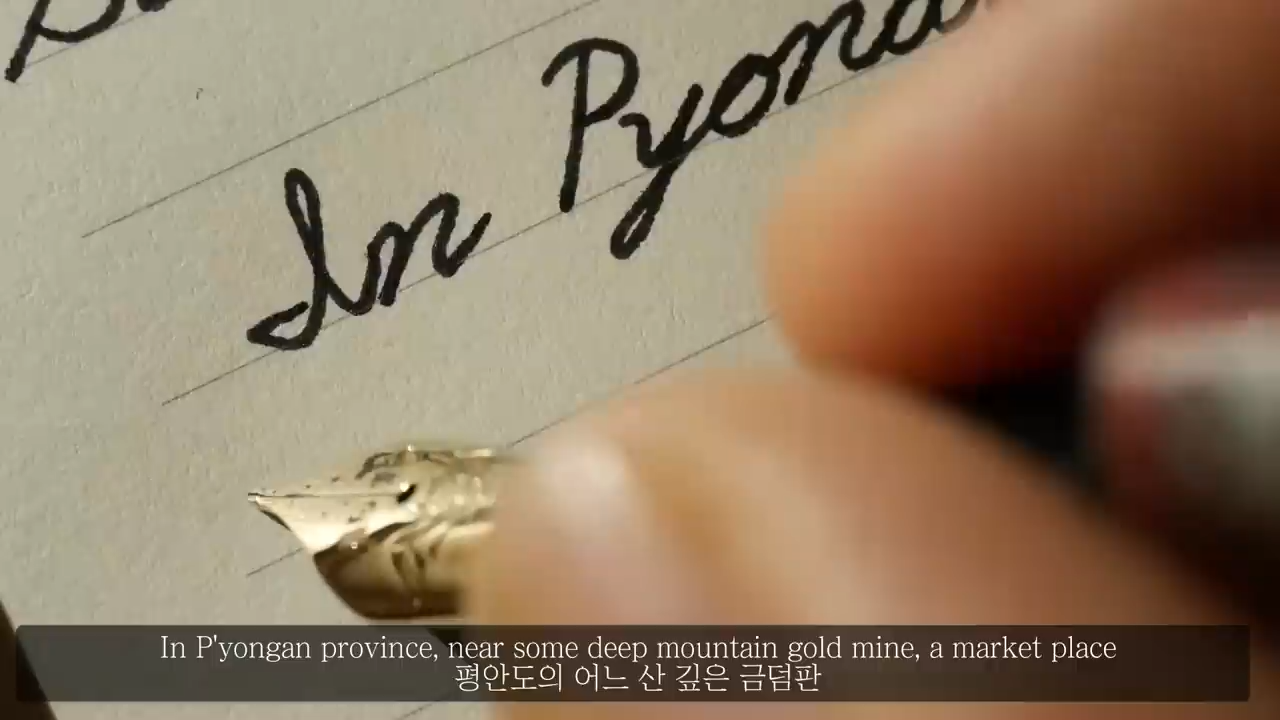 In Pyona
In P'yongan province, near some deep mountain gold mine, a market place
평안도의 어느 산 깊은 금덤판